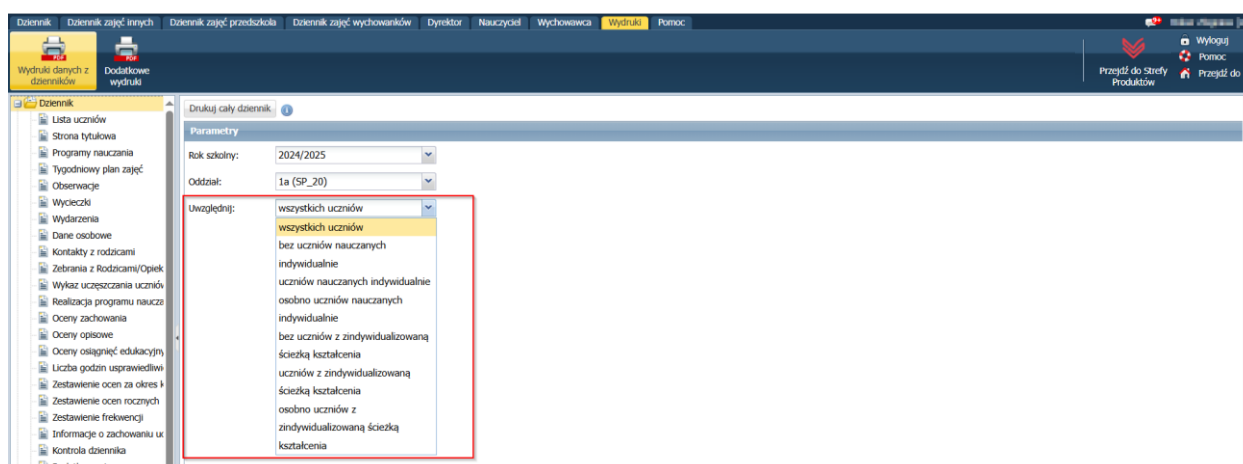 Dziennik Dziennik zajęć innych Dziennik zajęć przedszkola Dziennik zajęć wychowanków Dyrektor Nauczyciel Wychowawca Wydruki Pomoc
PDF
PDF
Wydruki danych z
dzienników
Dodatkowe
wydruki
Przejdź do Strefy
Produktów
Wyloguj
Pomoc
Przejdź do
Dziennik
Lista uczniów
Strona tytułowa
Programy nauczania
Tygodniowy plan zajęć
Obserwacje
Wycieczki
Wydarzenia
Dane osobowe
Kontakty z rodzicami
Zebrania z Rodzicami/Opiek
Wykaz uczęszczania uczniów
Realizacja programu naucza
Oceny zachowania
Oceny opisowe
Oceny osiągnięć edukacyjny
Liczba godzin usprawiedliwi
Zestawienie ocen za okres k
Zestawienie ocen rocznych
Zestawienie frekwencji
Informacje o zachowaniu uc
Kontrola dziennika
Drukuj cały dziennik
Parametry
Rok szkolny: 2024/2025
Oddział: 1a (SP_20)
Uwzględnij: wszystkich uczniów
wszystkich uczniów
bez uczniów nauczanych
indywidualnie
uczniów nauczanych indywidualnie
osobno uczniów nauczanych
indywidualnie
bez uczniów z zindywidualizowaną
ścieżką kształcenia
uczniów z zindywidualizowaną
ścieżką kształcenia
osobno uczniów z
zindywidualizowaną ścieżką
kształcenia